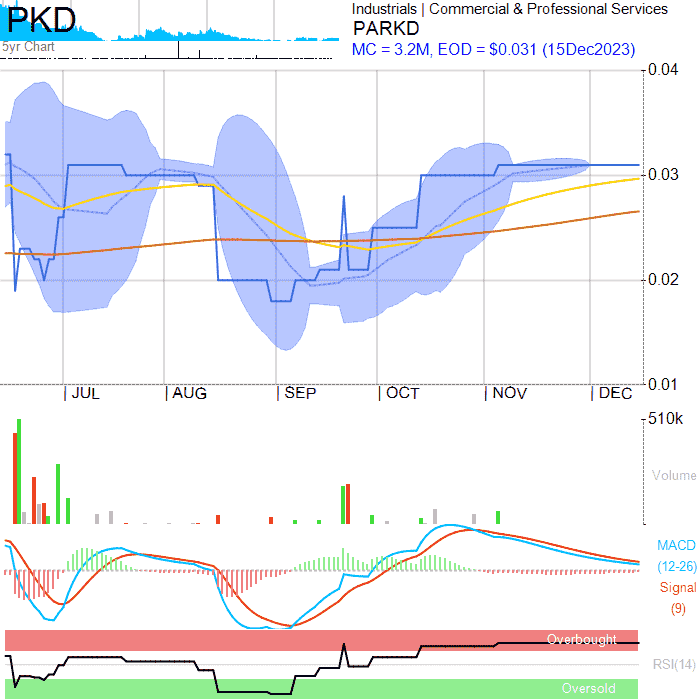 PKD
Industrials | Commercial & Professional Services
PARKD
5yr Chart
MC = 3.2M, EOD = $0.031 (15Dec2023)
0.04
0.03
0.02
0.01
JUL AUG SEP OCT NOV DEC
510k
Volume
MACD
(12-26)
Signal
(9)
Overbought
RSI(14)
Oversold